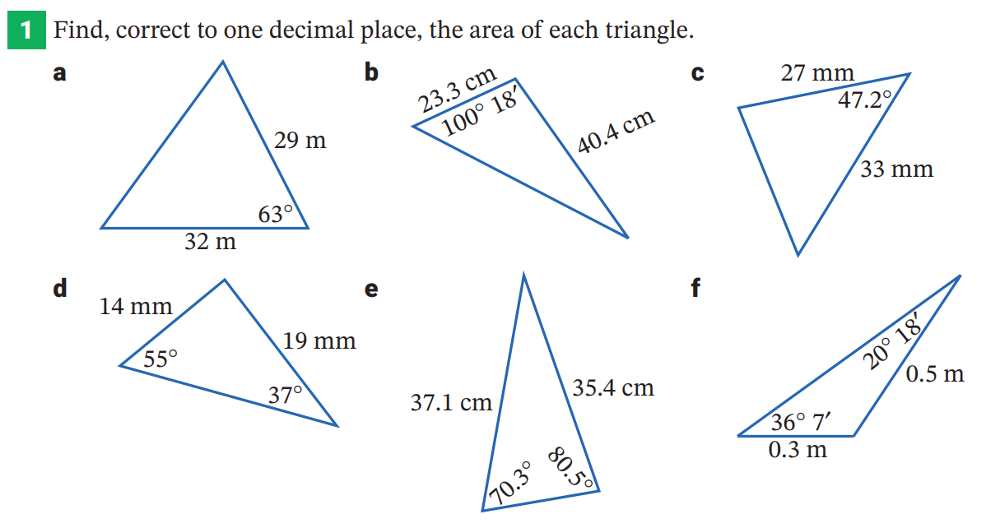 1 Find, correct to one decimal place, the area of each triangle.
a
29 m
63°
32 m
b
23.3 cm
100° 18′
40.4 cm
c
27 mm
47.2°
33 mm
d
14 mm
55°
19 mm
37°
e
37.1 cm
35.4 cm
70.3°
80.5°
f
20° 18′
0.5 m
36° 7′
0.3 m